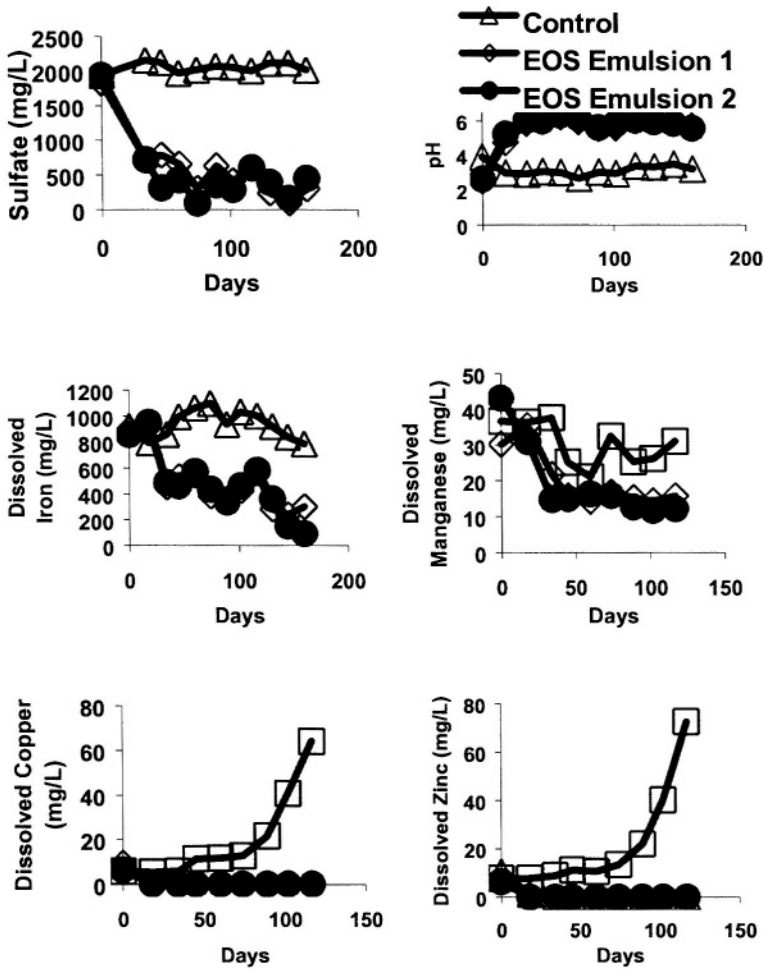 Control
EOS Emulsion 1
EOS Emulsion 2
Sulfate (mg/L)
2500
2000
1500
1000
500
0
0 100 200
Days
pH
6
4
2
0
0 100 200
Days
Dissolved
Iron (mg/L)
1200
1000
800
600
400
200
0
0 100 200
Days
Dissolved
Manganese (mg/L)
50
40
30
20
10
0
0 50 100 150
Days
Dissolved Copper
(mg/L)
80
60
40
20
0
0 50 100 150
Days
Dissolved Zinc (mg/L)
80
60
40
20
0
0 50 100 150
Days